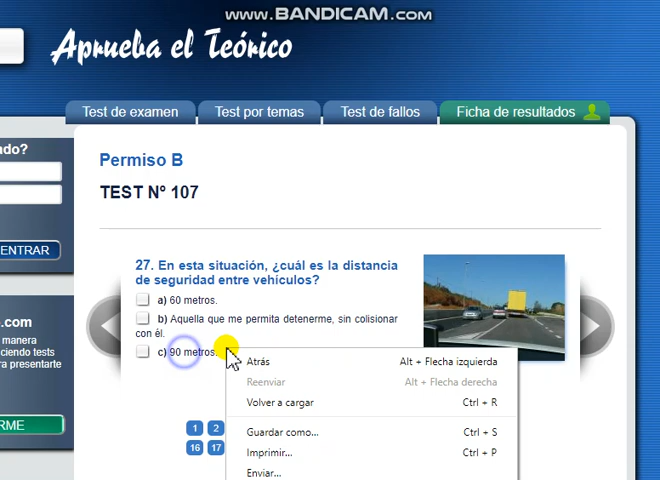 WWW.BANDICAM.COM
Aprueba el Teórico
Test de examen
Test por temas
Test de fallos
Ficha de resultados
do?
ENTRAR
.com
manera
ciendo tests
ra presentarte
RME
Permiso B
TEST Nº 107
27. En esta situación, ¿cuál es la distancia
de seguridad entre vehículos?
a) 60 metros.
b) Aquella que me permita detenerme, sin colisionar
con él.
c) 90 metros.
1 2
16 17
Atrás Alt + Flecha izquierda
Reenviar Alt + Flecha derecha
Volver a cargar Ctrl + R
Guardar como... Ctrl + S
Imprimir... Ctrl + P
Enviar...